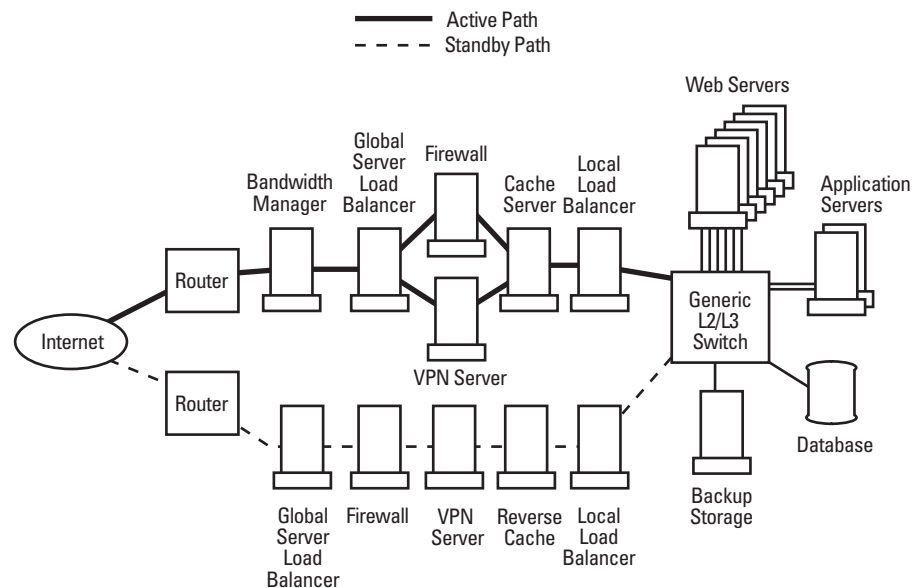 Active Path
Standby Path
Web Servers
Global
Server
Load
Balancer
Firewall
Bandwidth
Manager
Cache
Server
Local
Load
Balancer
Application
Servers
Router
Generic
L2/L3
Switch
Internet
VPN Server
Router
Database
Backup
Storage
Global
Server
Load
Balancer
Firewall
VPN
Server
Reverse
Cache
Local
Load
Balancer